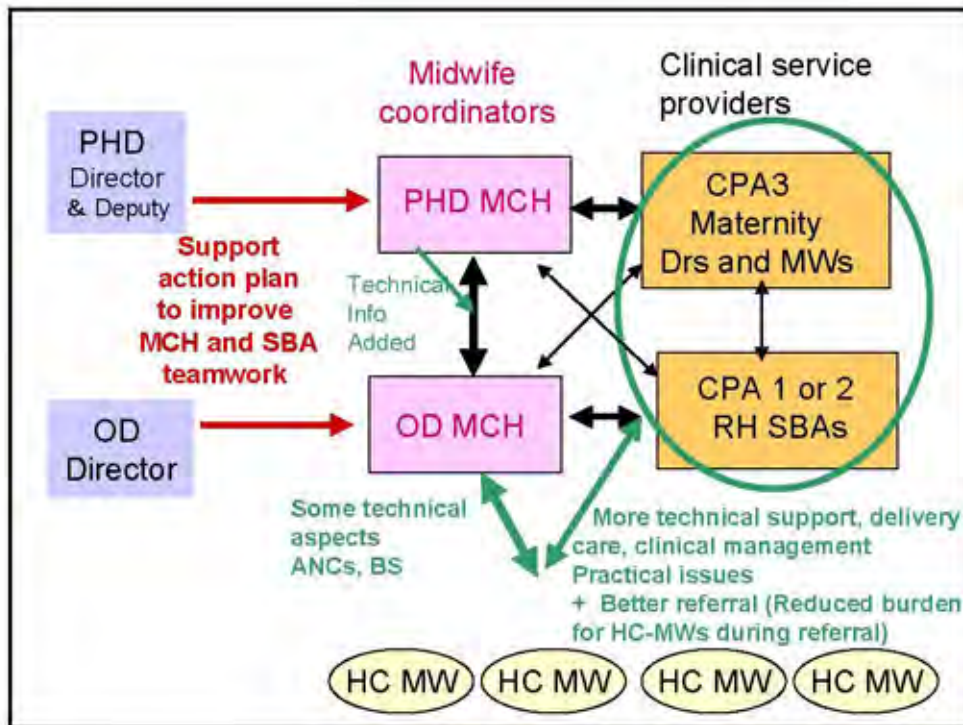 Midwife
coordinators
Clinical service
providers
PHD
Director
& Deputy
PHD MCH
CPA3
Maternity
Drs and MWs
Support
action plan
to improve
MCH and SBA
teamwork
Technical
Info
Added
OD
Director
OD MCH
CPA 1 or 2
RH SBAs
Some technical
aspects
ANCs, BS
More technical support, delivery
care, clinical management
Practical issues
+ Better referral (Reduced burden
for HC-MWs during referral)
HC MW
HC MW
HC MW
HC MW